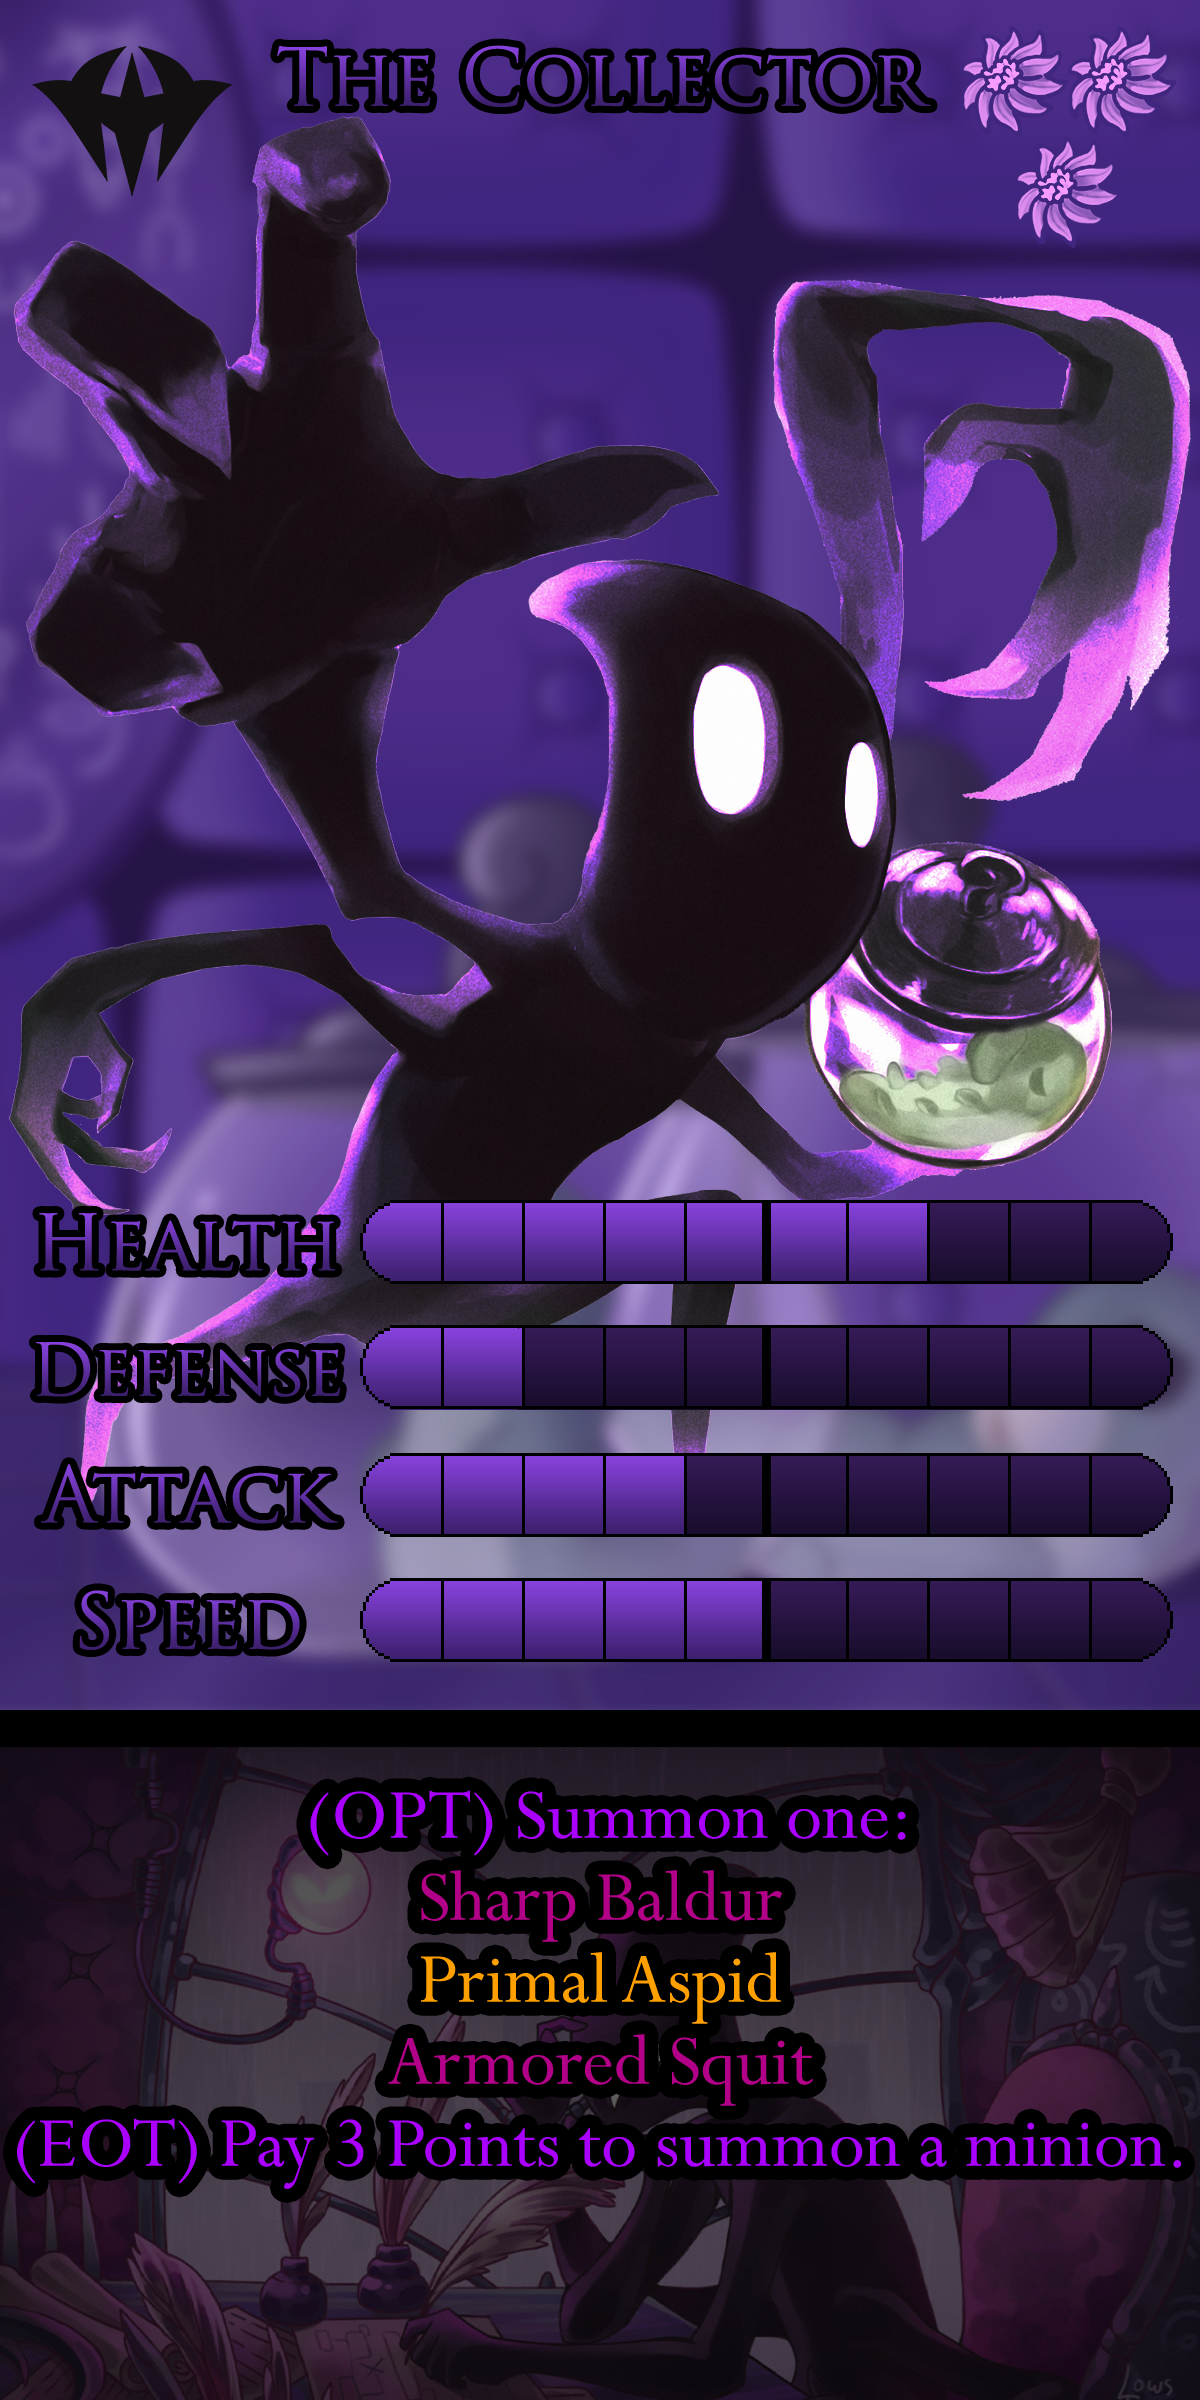 The Collector
Health
Defense
Attack
Speed
(OPT) Summon one:
Sharp Baldur
Primal Aspid
Armored Squit
(EOT) Pay 3 Points to summon a minion.
Lows